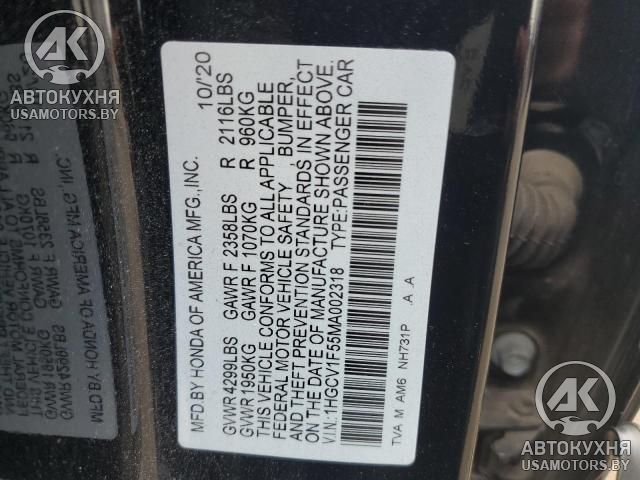 MFD BY HONDA OF AMERICA MFG.,INC. 10/'20
GVWR 4299LBS GAWR F 2358LBS R 2116LBS
GVWR 1950KG GAWR F 1070KG R 960KG
THIS VEHICLE CONFORMS TO ALL APPLICABLE
FEDERAL MOTOR VEHICLE SAFETY BUMPER,
AND THEFT PREVENTION STANDARDS IN EFFECT
ON THE DATE OF MANUFACTURE SHOWN ABOVE.
V.I.N.: 1HGCV1F55MA002318 TYPE:PASSENGER CAR
TVA M AM6 NH731P .A .A
АК
АВТОКУХНЯ
USAMOTORS.BY
АК
АВТОКУХНЯ
USAMOTORS.BY